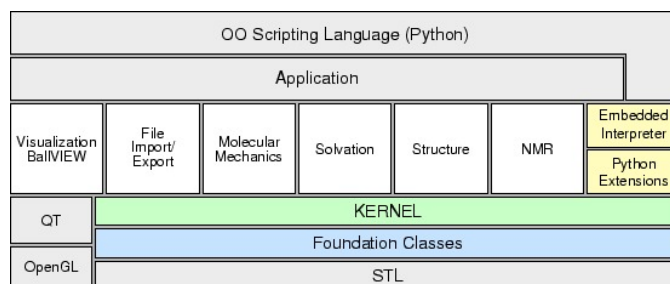 OO Scripting Language (Python)
Application
Visualization
BallVIEW
File
Import/
Export
Molecular
Mechanics
Solvation
Structure
NMR
Embedded
Interpreter
Python
Extensions
QT
KERNEL
Foundation Classes
OpenGL
STL